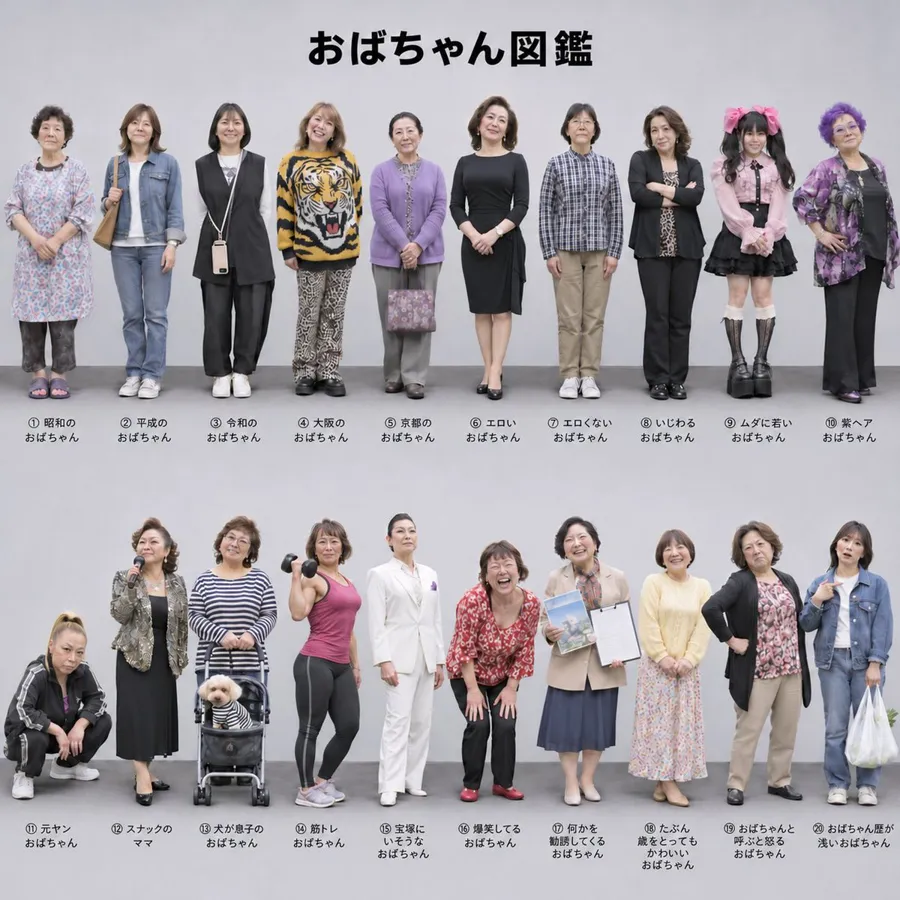 おばちゃん図鑑
① 昭和の
おばちゃん
② 平成の
おばちゃん
③ 令和の
おばちゃん
④ 大阪の
おばちゃん
⑤ 京都の
おばちゃん
⑥ エロい
おばちゃん
⑦ エロくない
おばちゃん
⑧ いじわる
おばちゃん
⑨ ムダに若い
おばちゃん
⑩ 紫ヘア
おばちゃん
⑪ 元ヤン
おばちゃん
⑫ スナックの
ママ
⑬ 犬が息子の
おばちゃん
⑭ 筋トレ
おばちゃん
⑮ 宝塚に
いそうな
おばちゃん
⑯ 爆笑してる
おばちゃん
⑰ 何かを
勧誘してくる
おばちゃん
⑱ たぶん
歳をとっても
かわいい
おばちゃん
⑲ おばちゃんと
呼ぶと怒る
おばちゃん
⑳ おばちゃん歴が
浅いおばちゃん